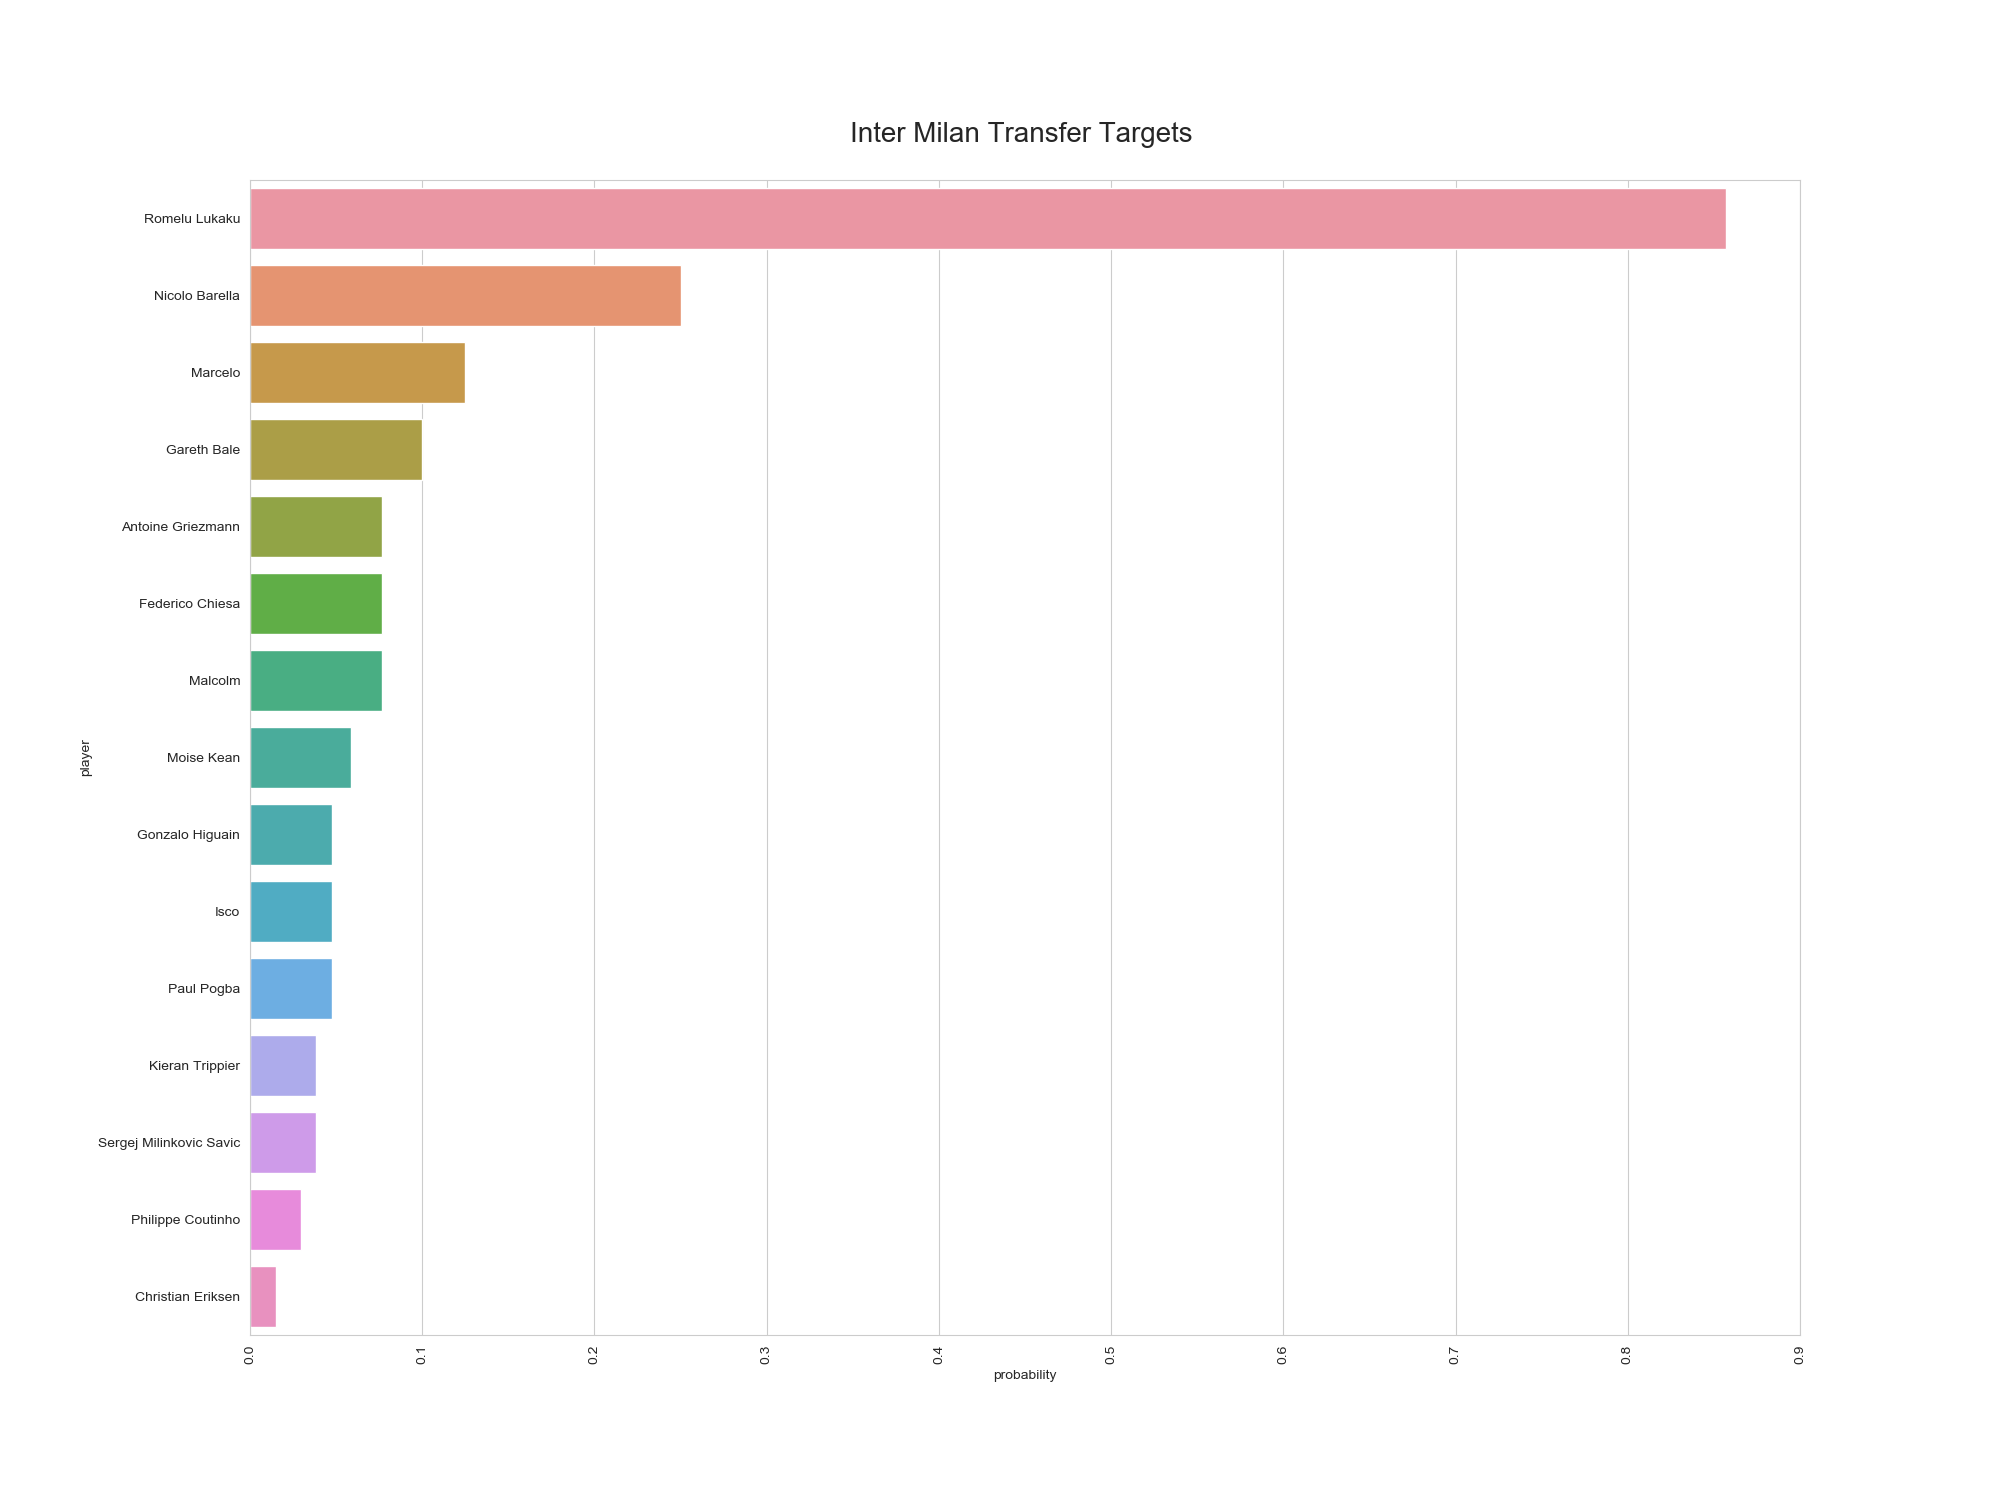 Inter Milan Transfer Targets
Romelu Lukaku
Nicolo Barella
Marcelo
Gareth Bale
Antoine Griezmann
Federico Chiesa
Malcolm
Moise Kean
Gonzalo Higuain
Isco
Paul Pogba
Kieran Trippier
Sergej Milinkovic Savic
Philippe Coutinho
Christian Eriksen
player
0.0 0.1 0.2 0.3 0.4 0.5 0.6 0.7 0.8 0.9
probability